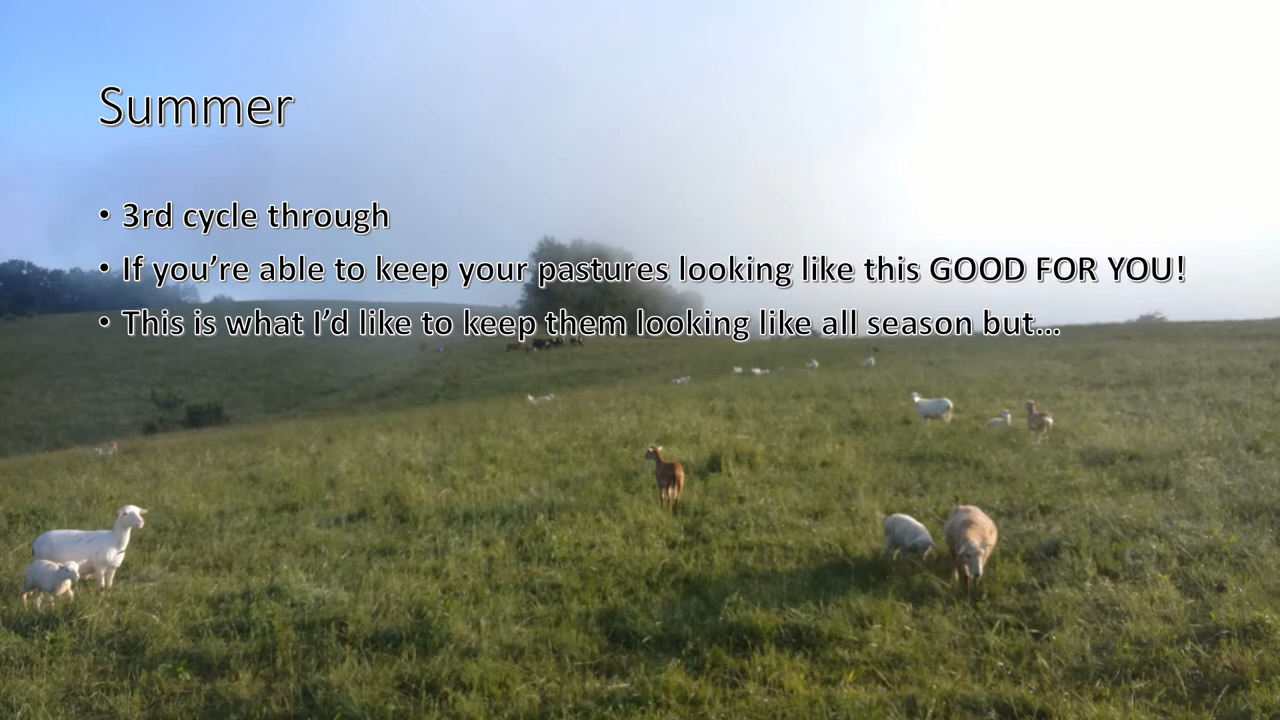 Summer
• 3rd cycle through
• If you’re able to keep your pastures looking like this GOOD FOR YOU!
• This is what I’d like to keep them looking like all season but...